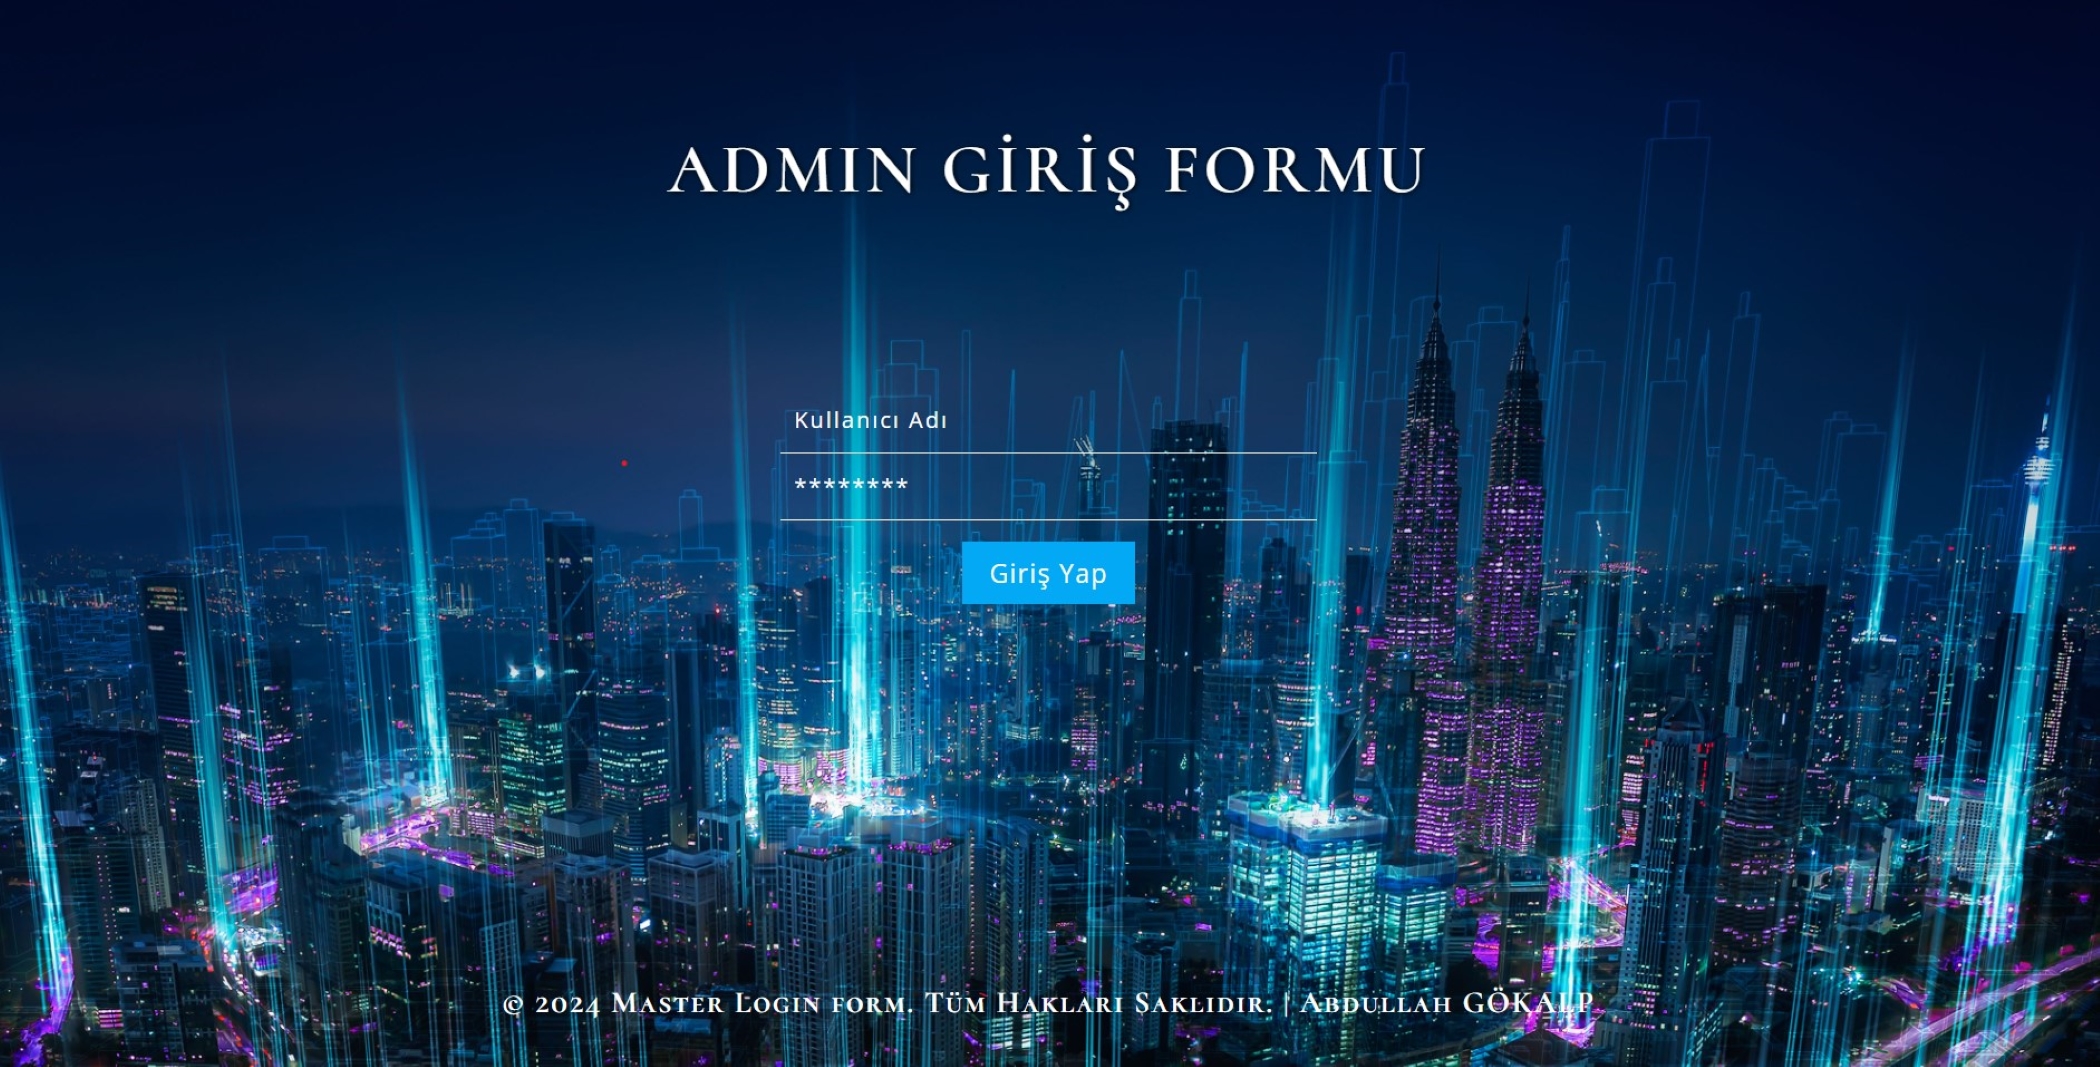 ADMIN GİRİŞ FORMU
Kullanıcı Adı
********
Giriş Yap
© 2024 Master Login form. Tüm Hakları Saklıdır. | Abdullah GÖKALP